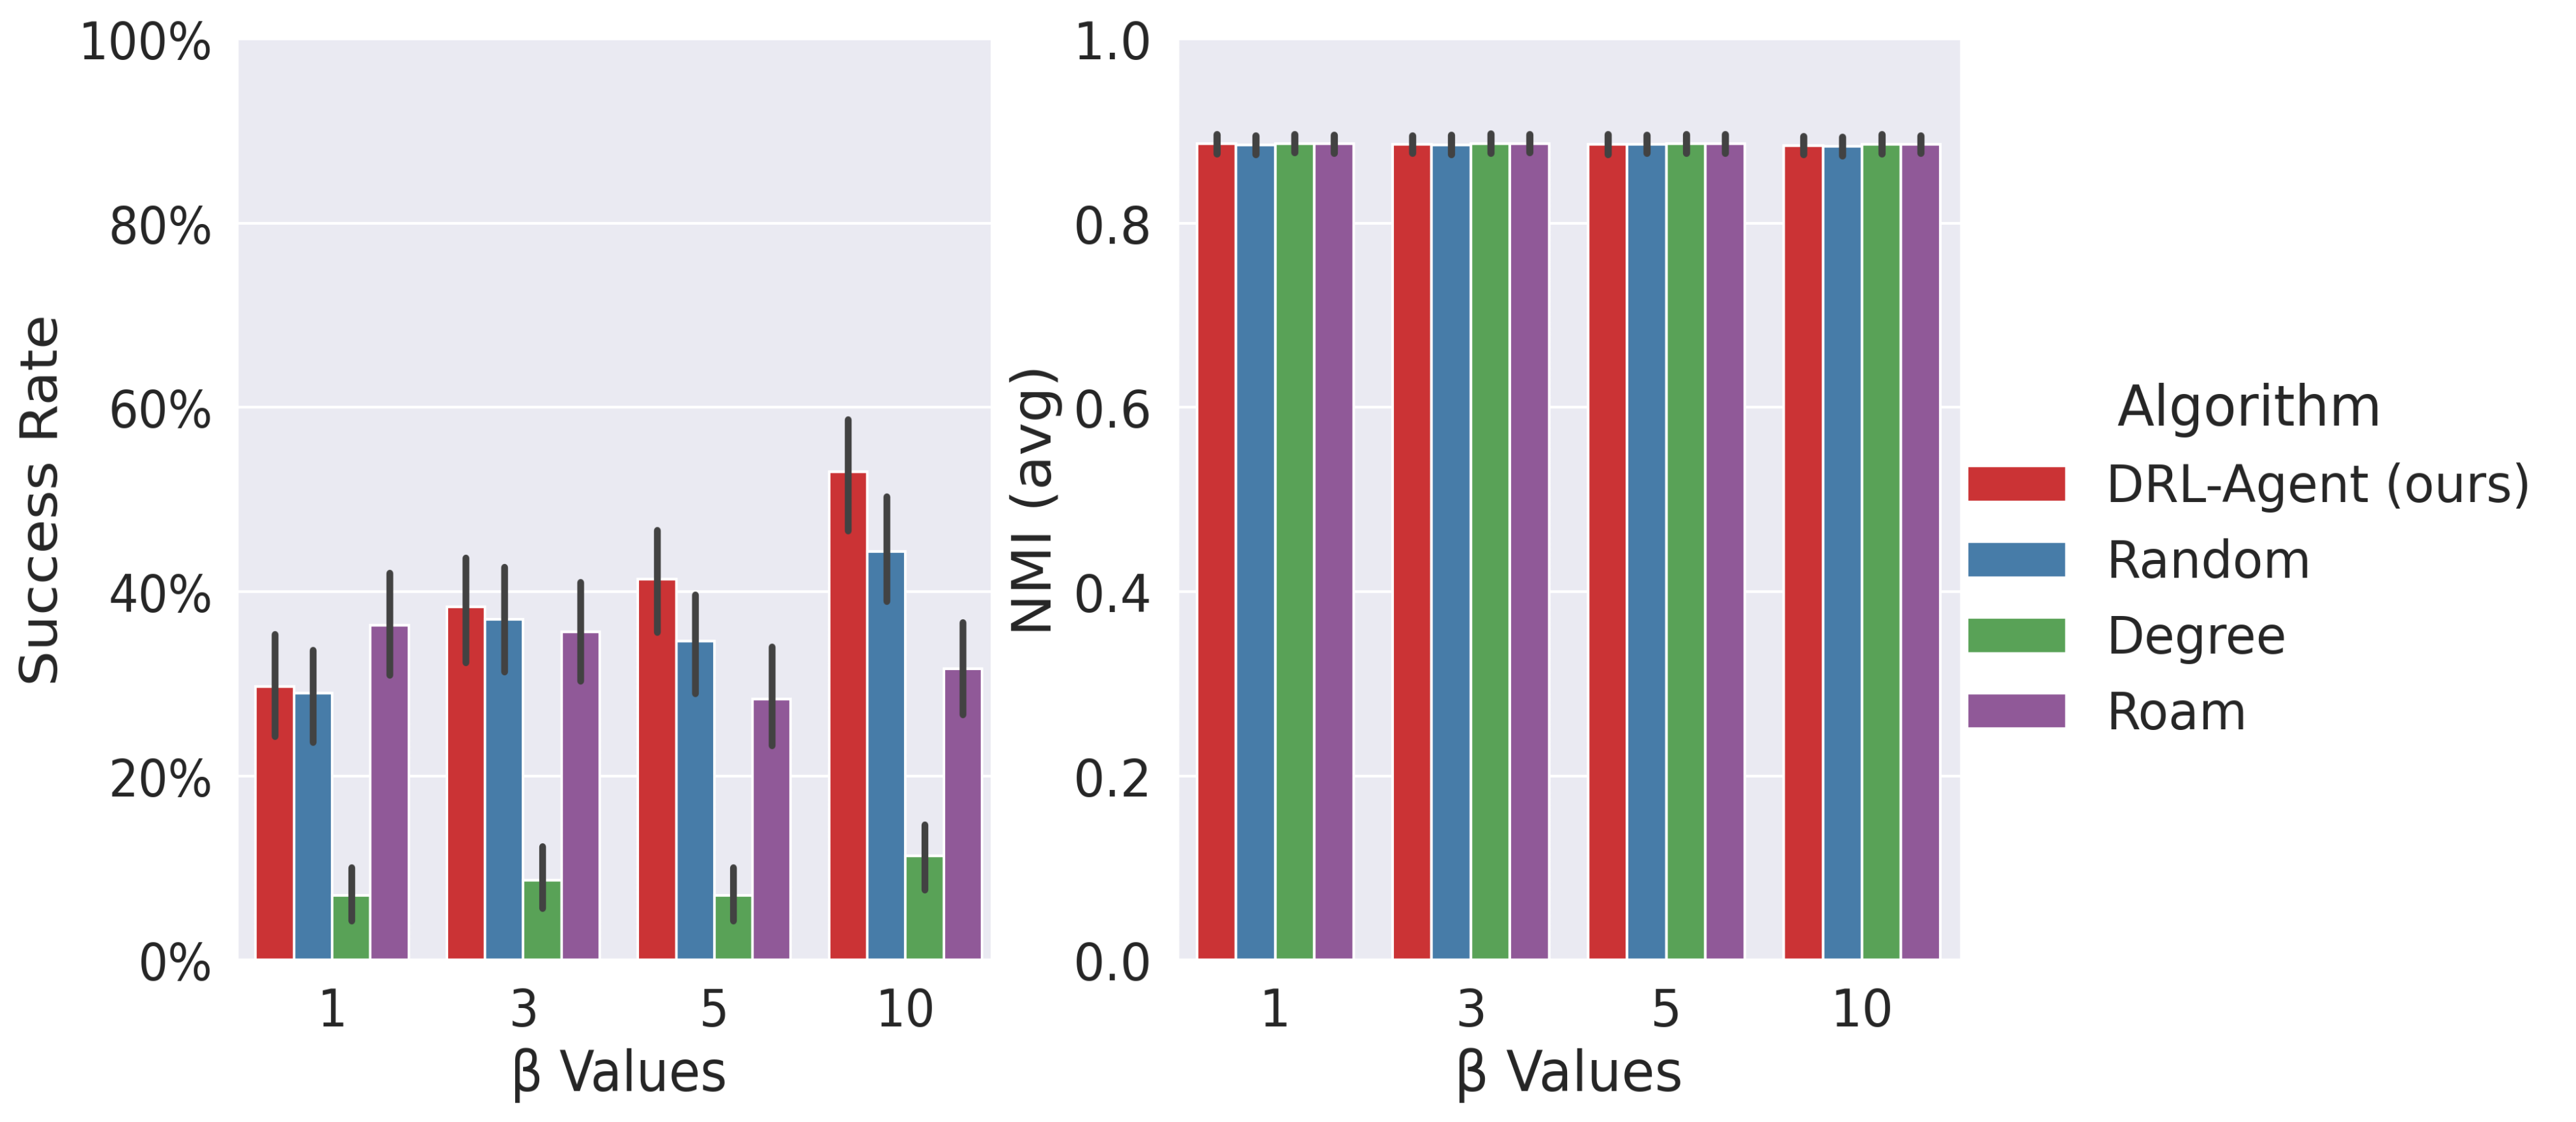 Success Rate
100%
80%
60%
40%
20%
0%
1 3 5 10
β Values
NMI (avg)
1.0
0.8
0.6
0.4
0.2
0.0
1 3 5 10
β Values
Algorithm
DRL-Agent (ours)
Random
Degree
Roam